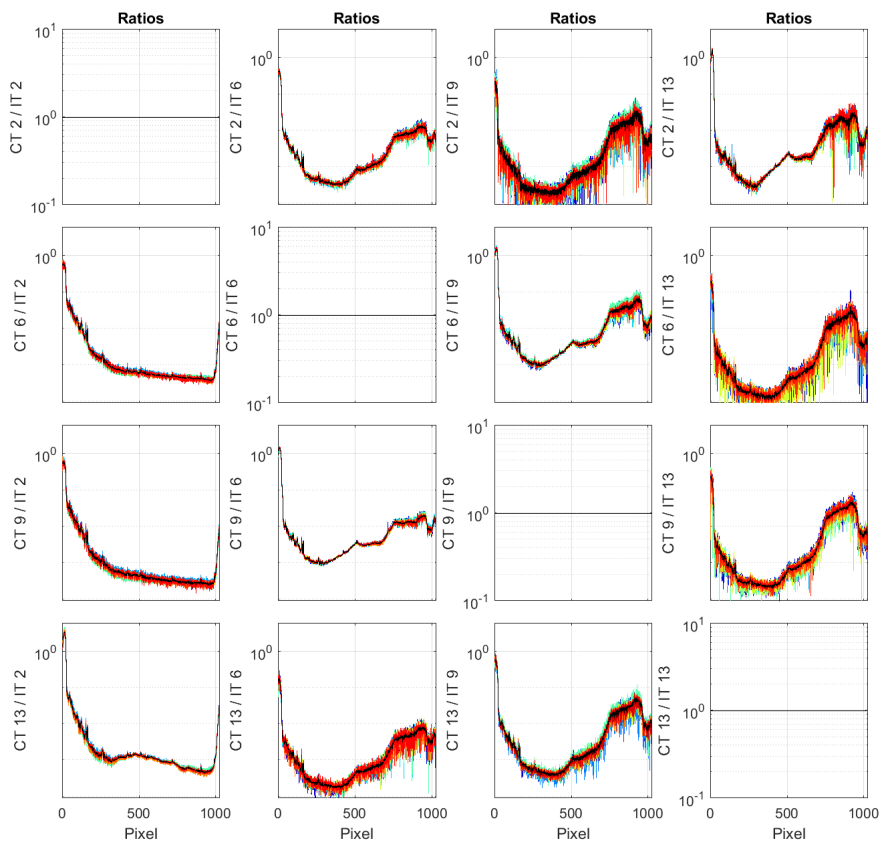 Ratios
Ratios
Ratios
Ratios
10^1
10^0
10^-1
CT 2 / IT 2
10^0
CT 2 / IT 6
10^0
CT 2 / IT 9
10^0
CT 2 / IT 13
10^0
CT 6 / IT 2
10^1
10^0
10^-1
CT 6 / IT 6
10^0
CT 6 / IT 9
10^0
CT 6 / IT 13
10^0
CT 9 / IT 2
10^0
CT 9 / IT 6
10^1
10^0
10^-1
CT 9 / IT 9
10^0
CT 9 / IT 13
10^0
CT 13 / IT 2
0 500 1000
Pixel
10^0
CT 13 / IT 6
0 500 1000
Pixel
10^0
CT 13 / IT 9
0 500 1000
Pixel
10^1
10^0
10^-1
CT 13 / IT 13
0 500 1000
Pixel